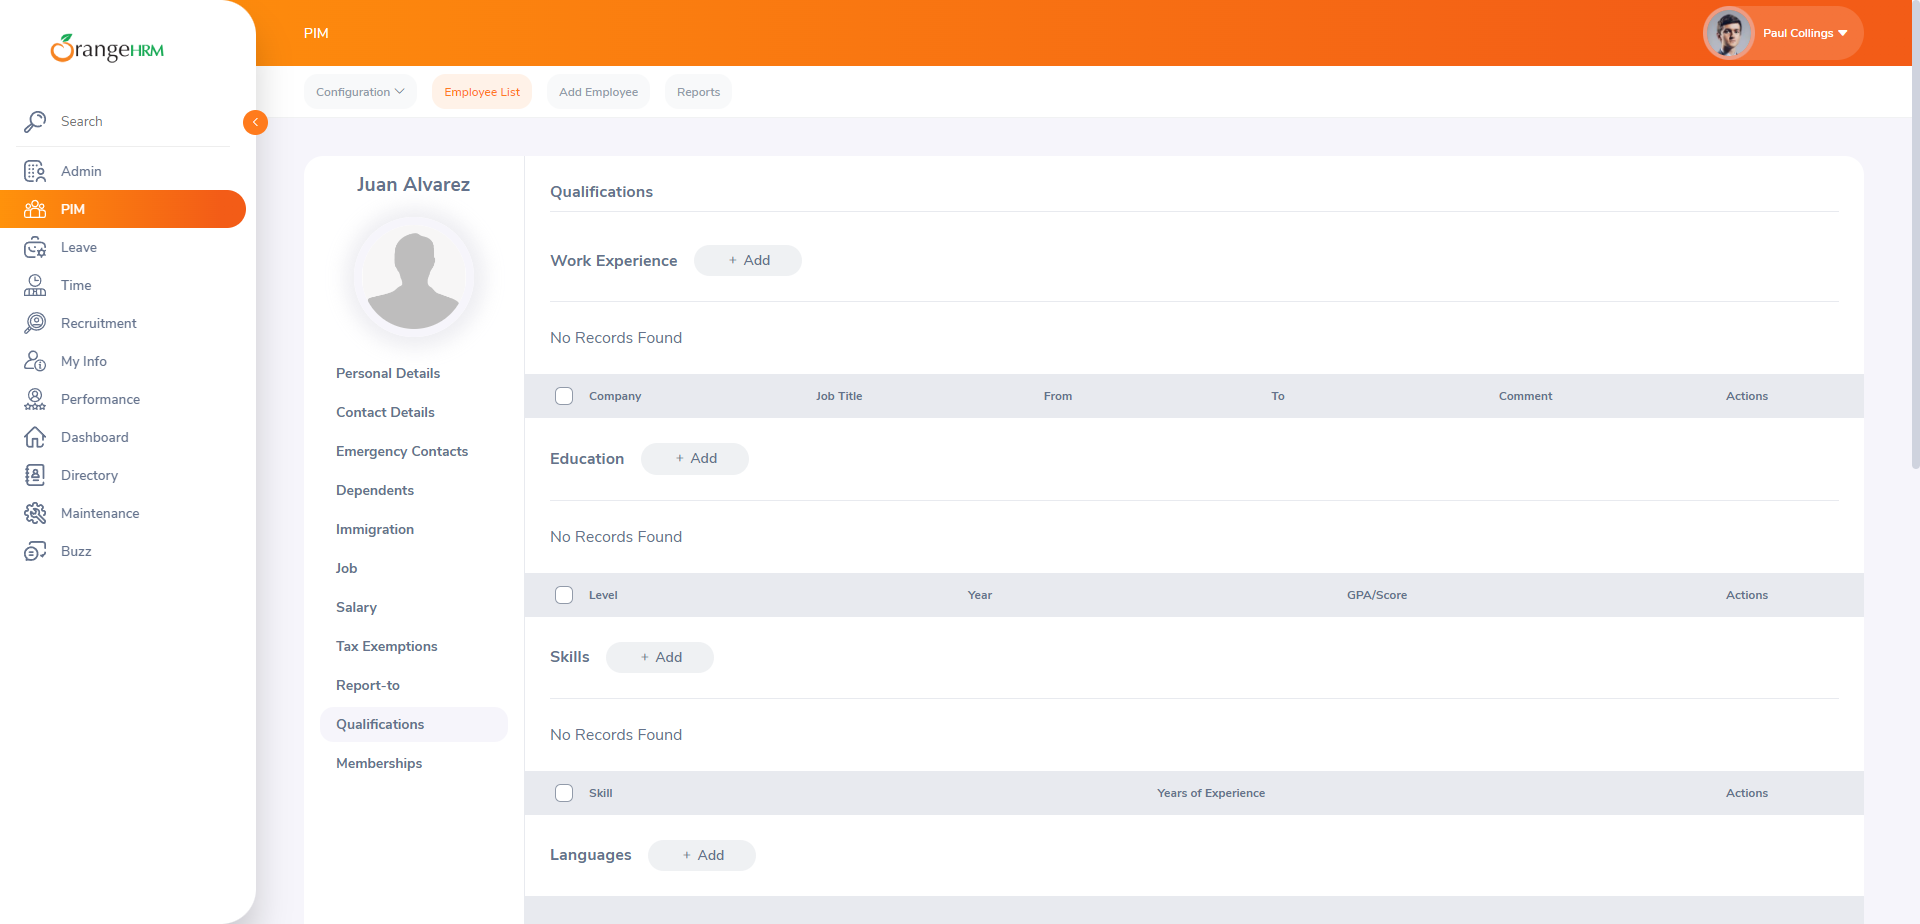 OrangeHRM
PIM
Paul Collings
Configuration
Employee List
Add Employee
Reports
Search
Admin
PIM
Leave
Time
Recruitment
My Info
Performance
Dashboard
Directory
Maintenance
Buzz
Juan Alvarez
Personal Details
Contact Details
Emergency Contacts
Dependents
Immigration
Job
Salary
Tax Exemptions
Report-to
Qualifications
Memberships
Qualifications
Work Experience + Add
No Records Found
Company Job Title From To Comment Actions
Education + Add
No Records Found
Level Year GPA/Score Actions
Skills + Add
No Records Found
Skill Years of Experience Actions
Languages + Add